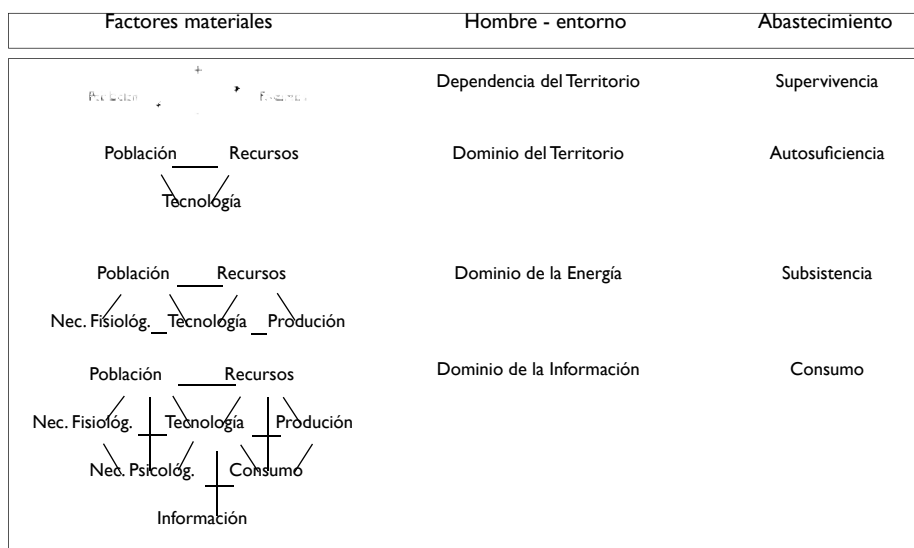 Factores materiales Hombre - entorno Abastecimiento
Dependencia del Territorio Supervivencia
Población Recursos Dominio del Territorio Autosuficiencia
Tecnología
Población Recursos Dominio de la Energía Subsistencia
Nec. Fisiológ. Tecnología Produción
Población Recursos Dominio de la Información Consumo
Nec. Fisiológ. Tecnología Produción
Nec. Psicológ. Consumo
Información